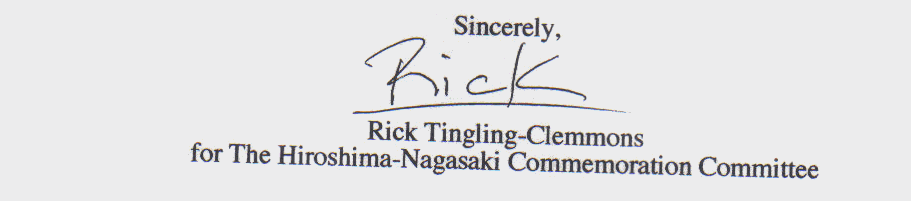 Sincerely,
Rick
Rick Tingling-Clemmons
for The Hiroshima-Nagasaki Commemoration Committee